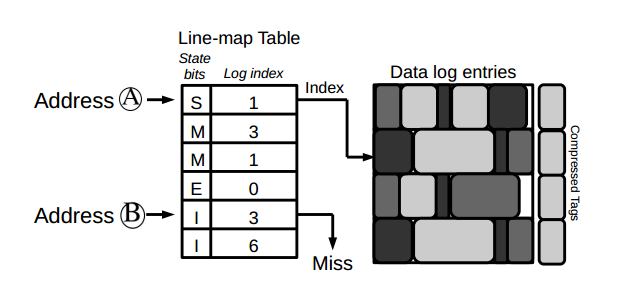 Line-map Table
State
bits
Log index
Index
Data log entries
Address Ⓐ
S 1
M 3
M 1
E 0
Address Ⓑ
I 3
I 6
Miss
Compressed Tags